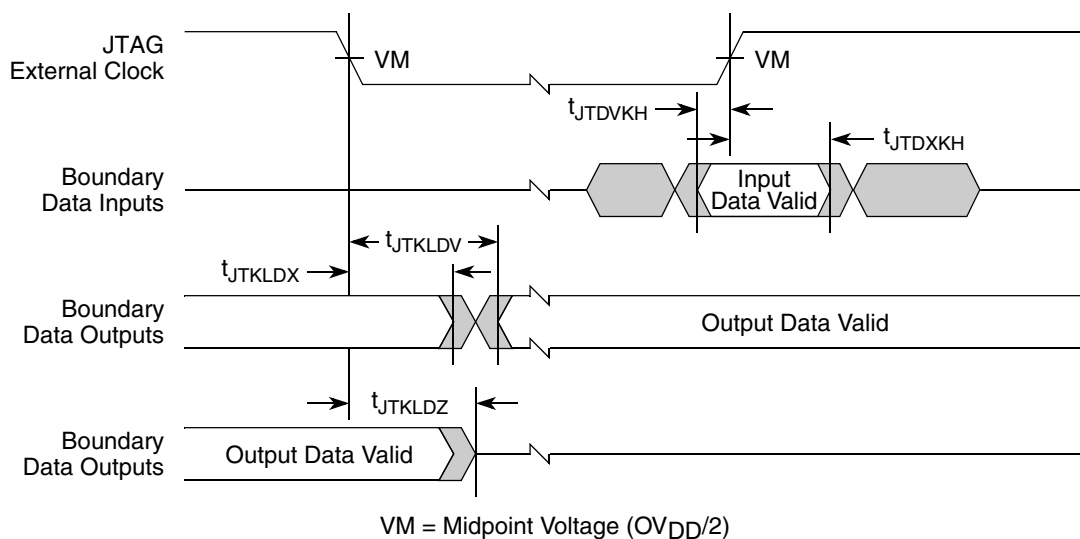 JTAG
External Clock
VM
VM
tJTDVKH
tJTDXKH
Boundary
Data Inputs
Input
Data Valid
tJTKLDV
tJTKLDX
Boundary
Data Outputs
Output Data Valid
tJTKLDZ
Boundary
Data Outputs
Output Data Valid
VM = Midpoint Voltage (OVDD/2)